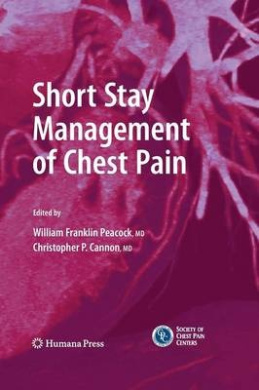 Short Stay
Management
of Chest Pain
Edited by
William Franklin Peacock, MD
Christopher P. Cannon, MD
Humana Press
SOCIETY OF
CHEST PAIN
CENTERS